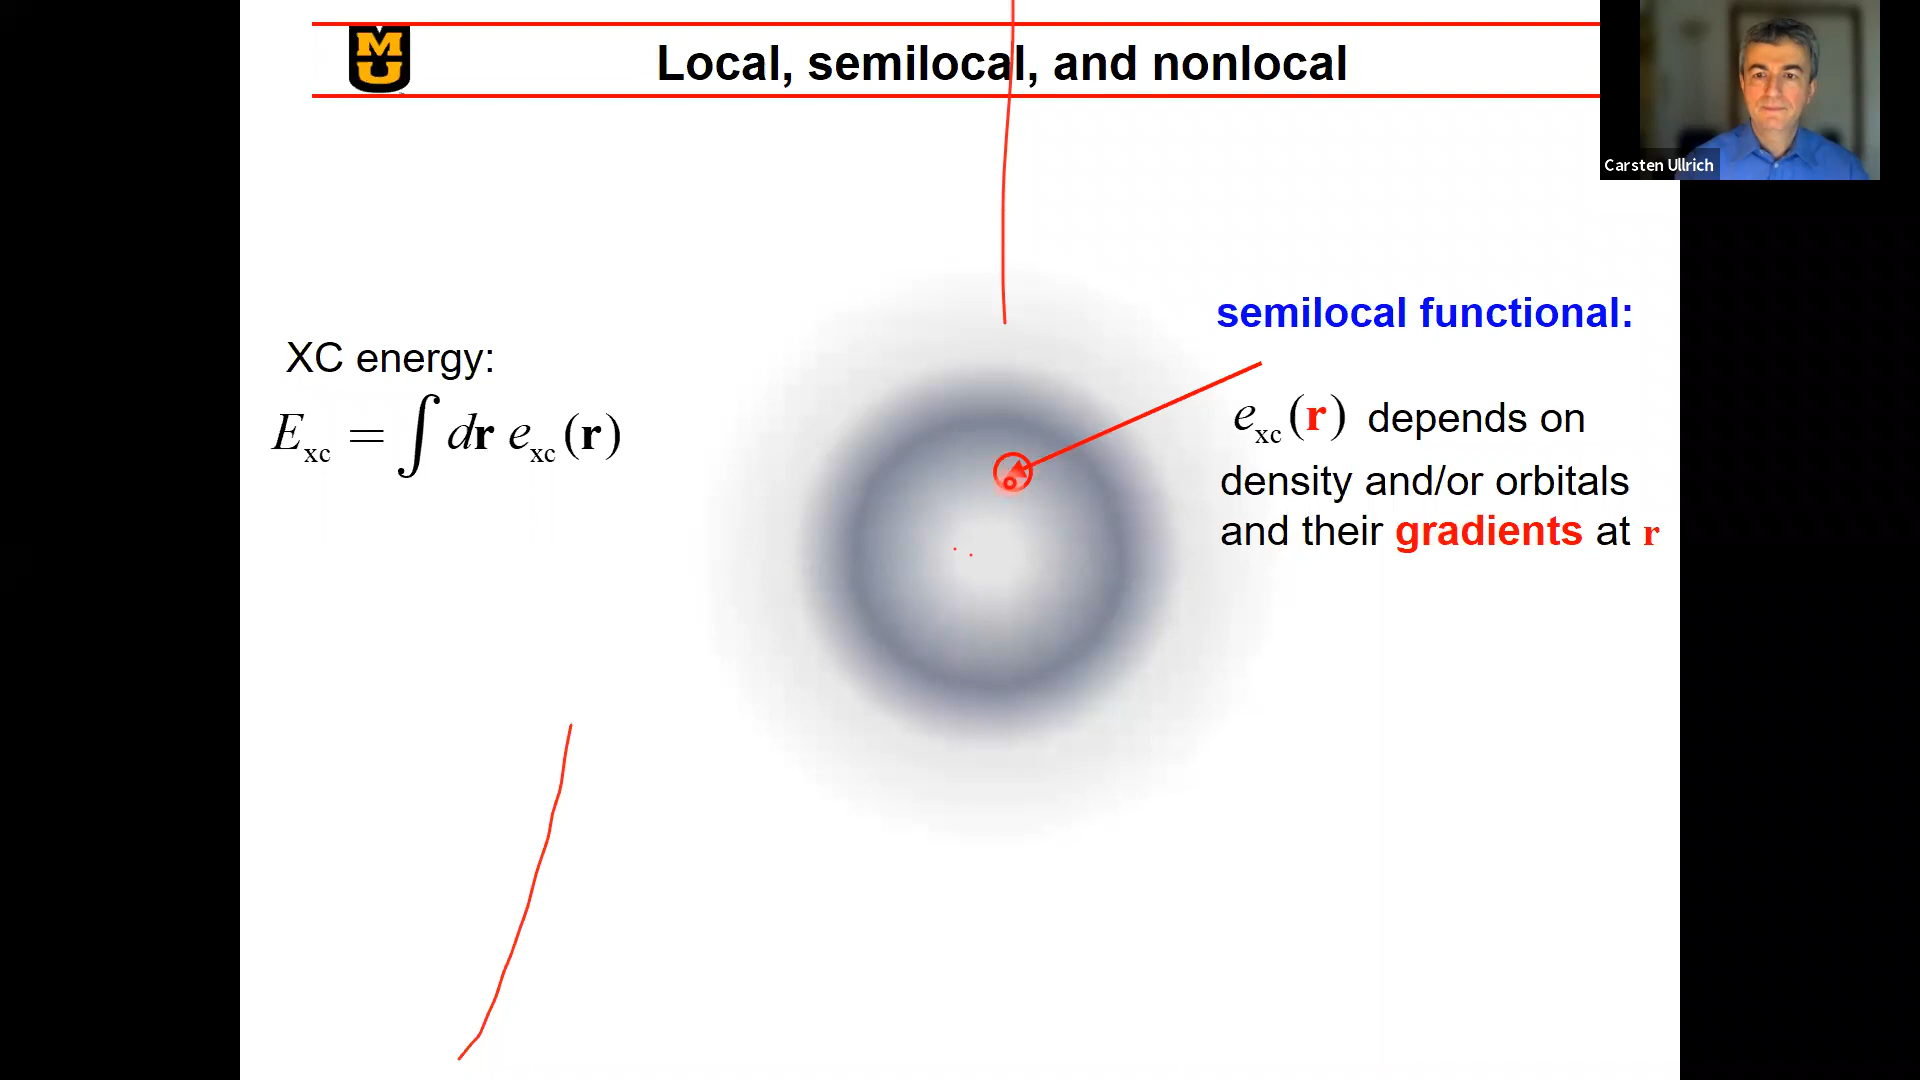 MU
Local, semilocal, and nonlocal
Carsten Ullrich
semilocal functional:
XC energy:
E_xc = ∫ dr e_xc(r)
e_xc(r) depends on
density and/or orbitals
and their gradients at r